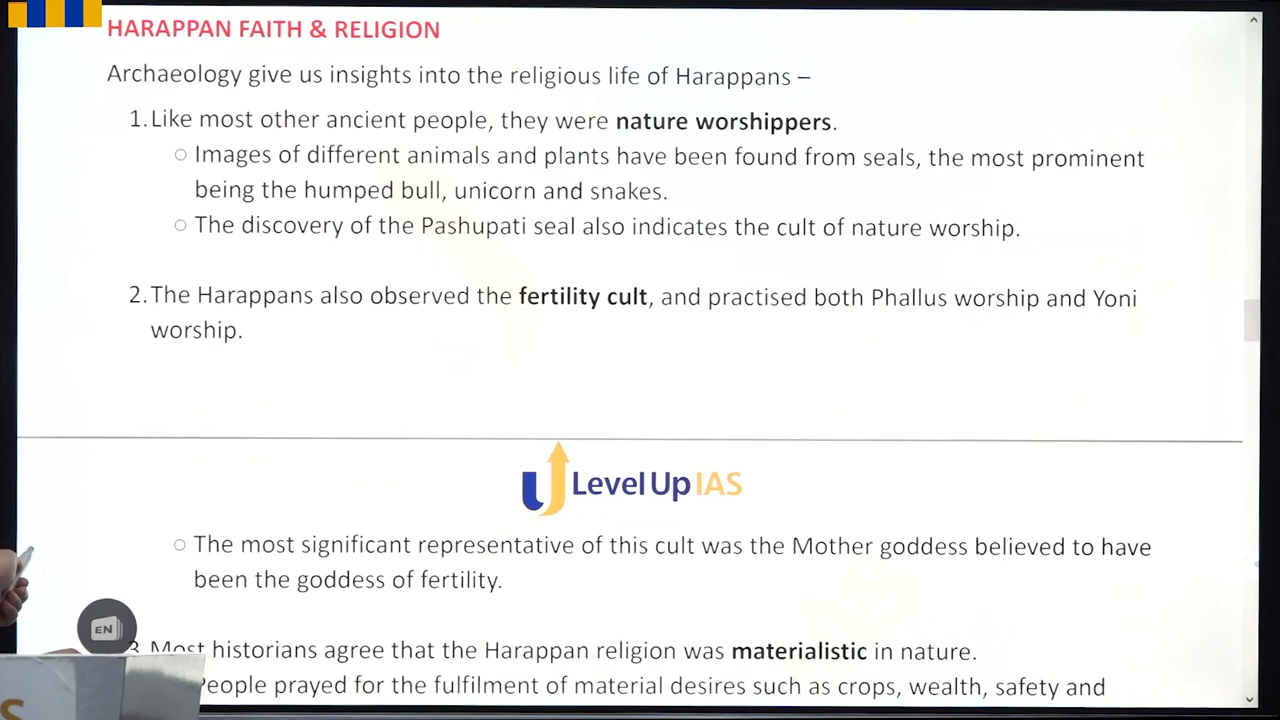 HARAPPAN FAITH & RELIGION
Archaeology give us insights into the religious life of Harappans –
1. Like most other ancient people, they were nature worshippers.
○ Images of different animals and plants have been found from seals, the most prominent
being the humped bull, unicorn and snakes.
○ The discovery of the Pashupati seal also indicates the cult of nature worship.
2. The Harappans also observed the fertility cult, and practised both Phallus worship and Yoni
worship.
Level Up IAS
○ The most significant representative of this cult was the Mother goddess believed to have
been the goddess of fertility.
EN
3. Most historians agree that the Harappan religion was materialistic in nature.
People prayed for the fulfilment of material desires such as crops, wealth, safety and
S